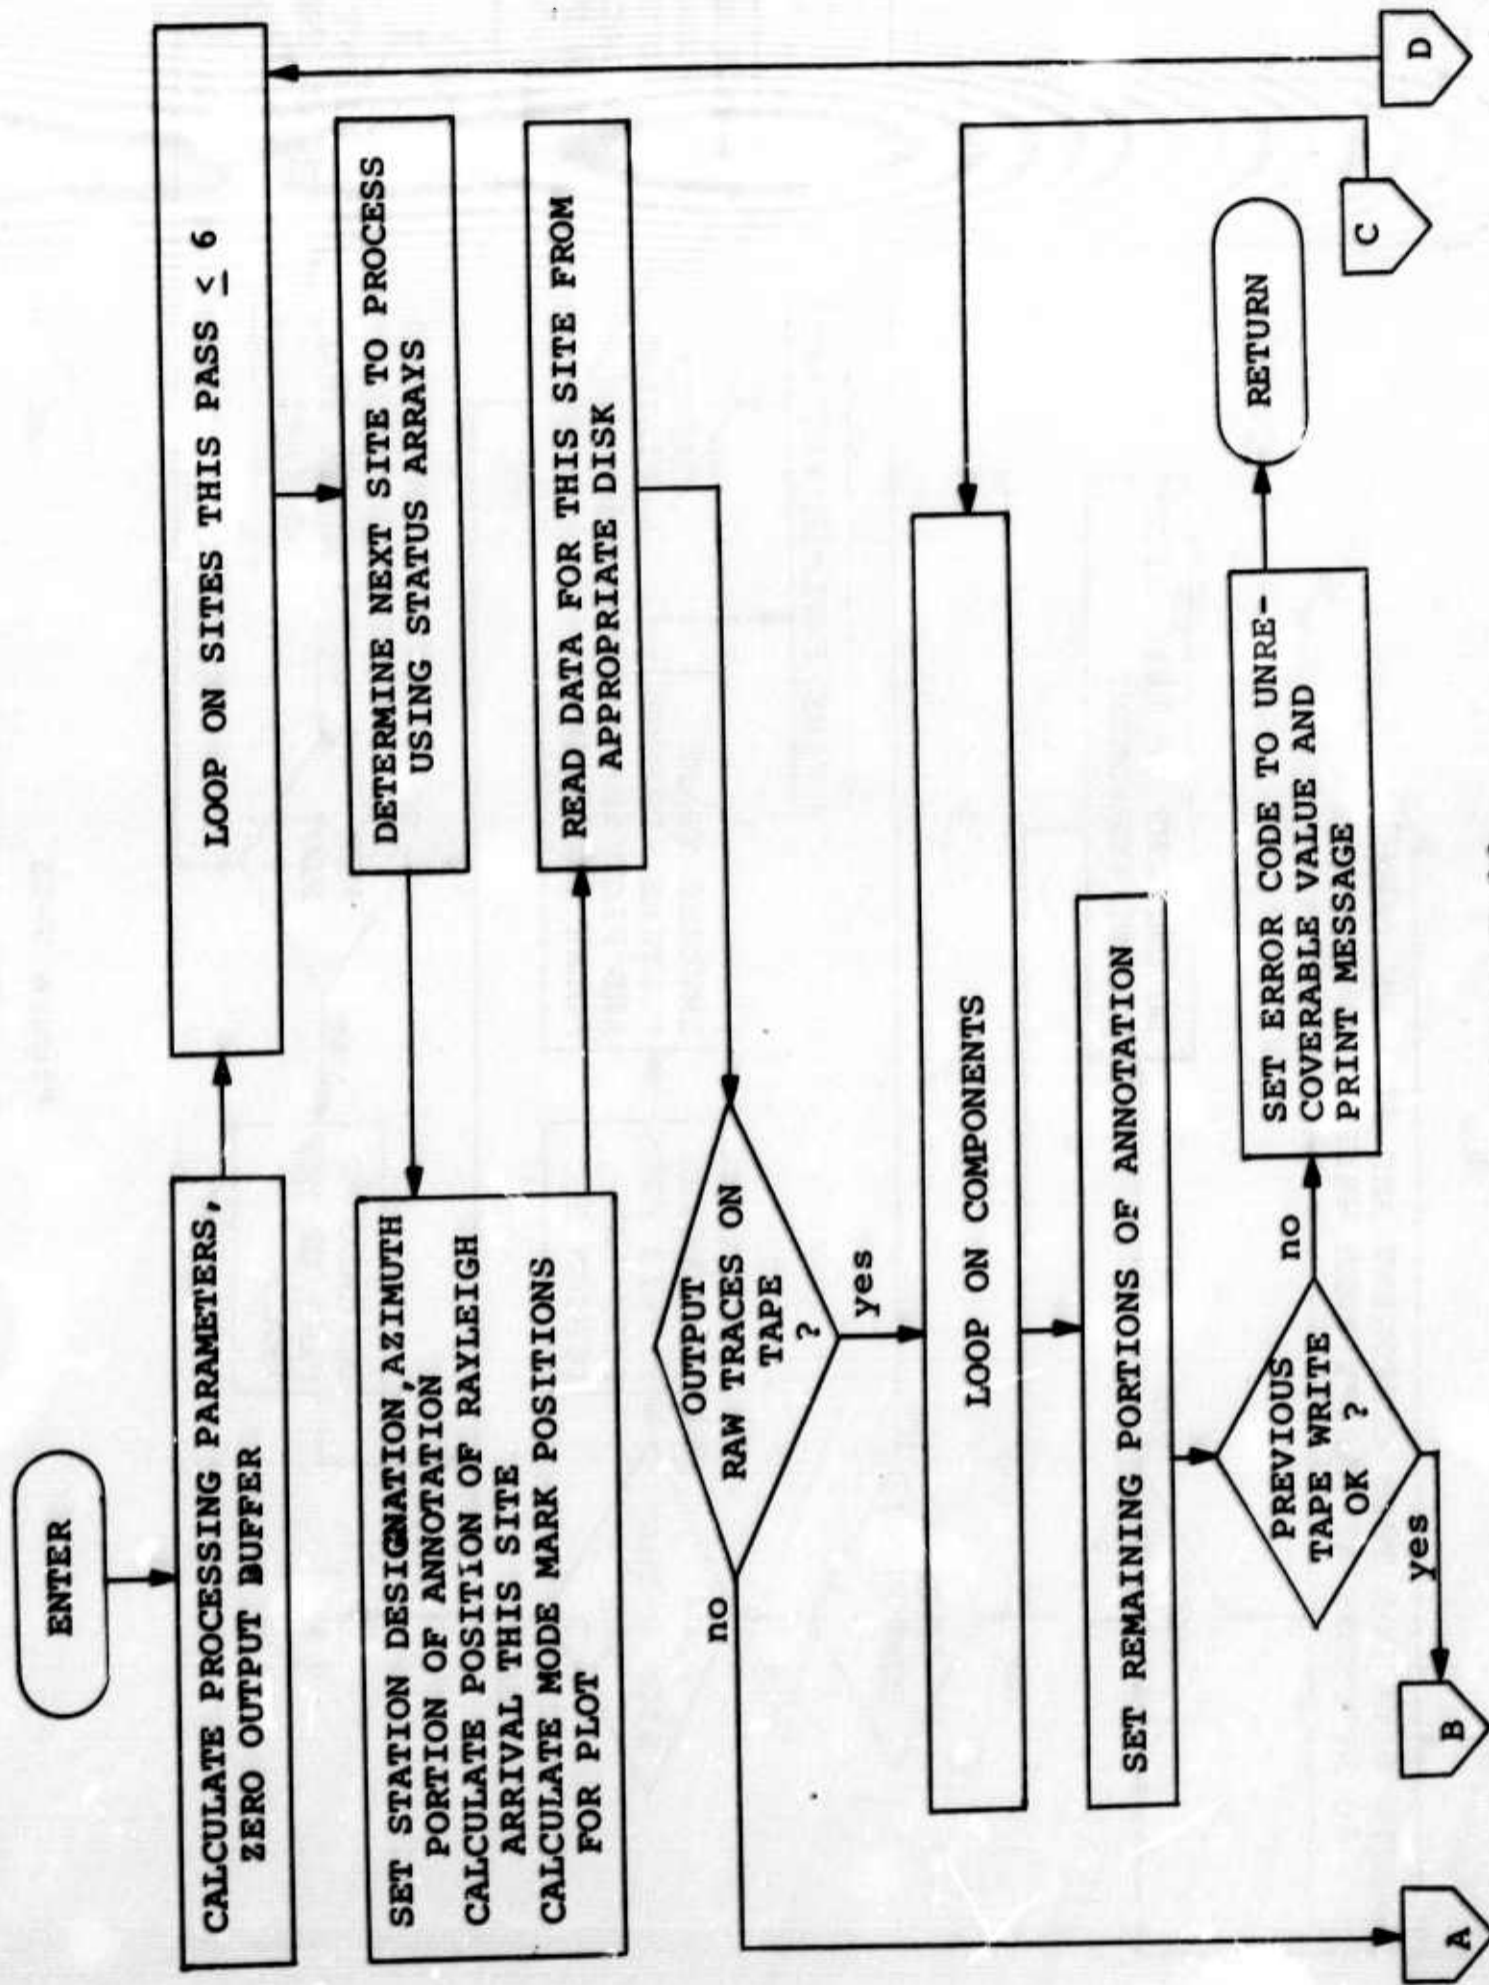 ENTER
CALCULATE PROCESSING PARAMETERS,
ZERO OUTPUT BUFFER
LOOP ON SITES THIS PASS ≤ 6
DETERMINE NEXT SITE TO PROCESS
USING STATUS ARRAYS
SET STATION DESIGNATION, AZIMUTH
PORTION OF ANNOTATION
CALCULATE POSITION OF RAYLEIGH
ARRIVAL THIS SITE
CALCULATE MODE MARK POSITIONS
FOR PLOT
READ DATA FOR THIS SITE FROM
APPROPRIATE DISK
OUTPUT
RAW TRACES ON
TAPE
?
no
yes
LOOP ON COMPONENTS
SET REMAINING PORTIONS OF ANNOTATION
PREVIOUS
TAPE WRITE
OK ?
no
yes
SET ERROR CODE TO UNRE-
COVERABLE VALUE AND
PRINT MESSAGE
RETURN
A
B
C
D